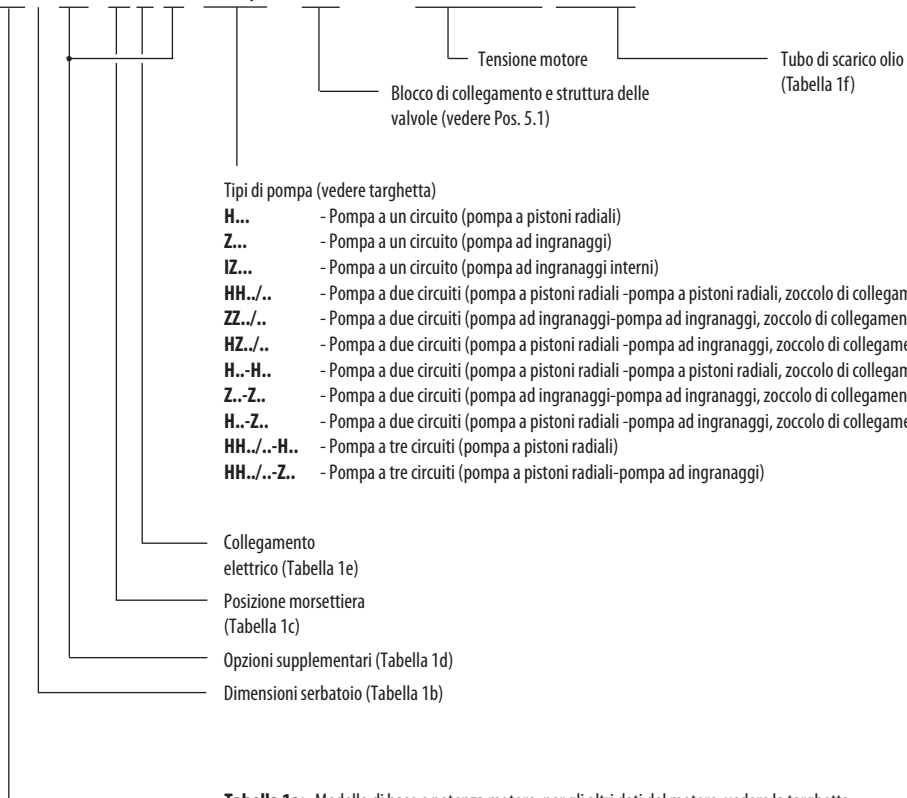 Tensione motore
Tubo di scarico olio
(Tabella 1f)
Blocco di collegamento e struttura delle
valvole (vedere Pos. 5.1)
Tipi di pompa (vedere targhetta)
H... - Pompa a un circuito (pompa a pistoni radiali)
Z... - Pompa a un circuito (pompa ad ingranaggi)
IZ... - Pompa a un circuito (pompa ad ingranaggi interni)
HH../.. - Pompa a due circuiti (pompa a pistoni radiali -pompa a pistoni radiali, zoccolo di
ZZ../.. - Pompa a due circuiti (pompa ad ingranaggi-pompa ad ingranaggi, zoccolo di
HZ../.. - Pompa a due circuiti (pompa a pistoni radiali -pompa ad ingranaggi, zoccolo di
H..-H.. - Pompa a due circuiti (pompa a pistoni radiali -pompa a pistoni radiali, zoccolo di
Z..-Z.. - Pompa a due circuiti (pompa ad ingranaggi-pompa ad ingranaggi, zoccolo di
H..-Z.. - Pompa a due circuiti (pompa a pistoni radiali -pompa ad ingranaggi, zoccolo di
HH../..-H.. - Pompa a tre circuiti (pompa a pistoni radiali)
HH../..-Z.. - Pompa a tre circuiti (pompa a pistoni radiali-pompa ad ingranaggi)
Collegamento
elettrico (Tabella 1e)
Posizione morsettiera
(Tabella 1c)
Opzioni supplementari (Tabella 1d)
Dimensioni serbatoio (Tabella 1b)